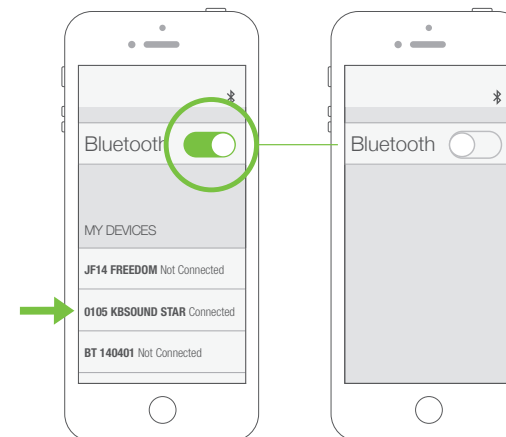 Bluetooth
MY DEVICES
JF14 FREEDOM Not Connected
0105 KBSOUND STAR Connected
BT 140401 Not Connected
Bluetooth